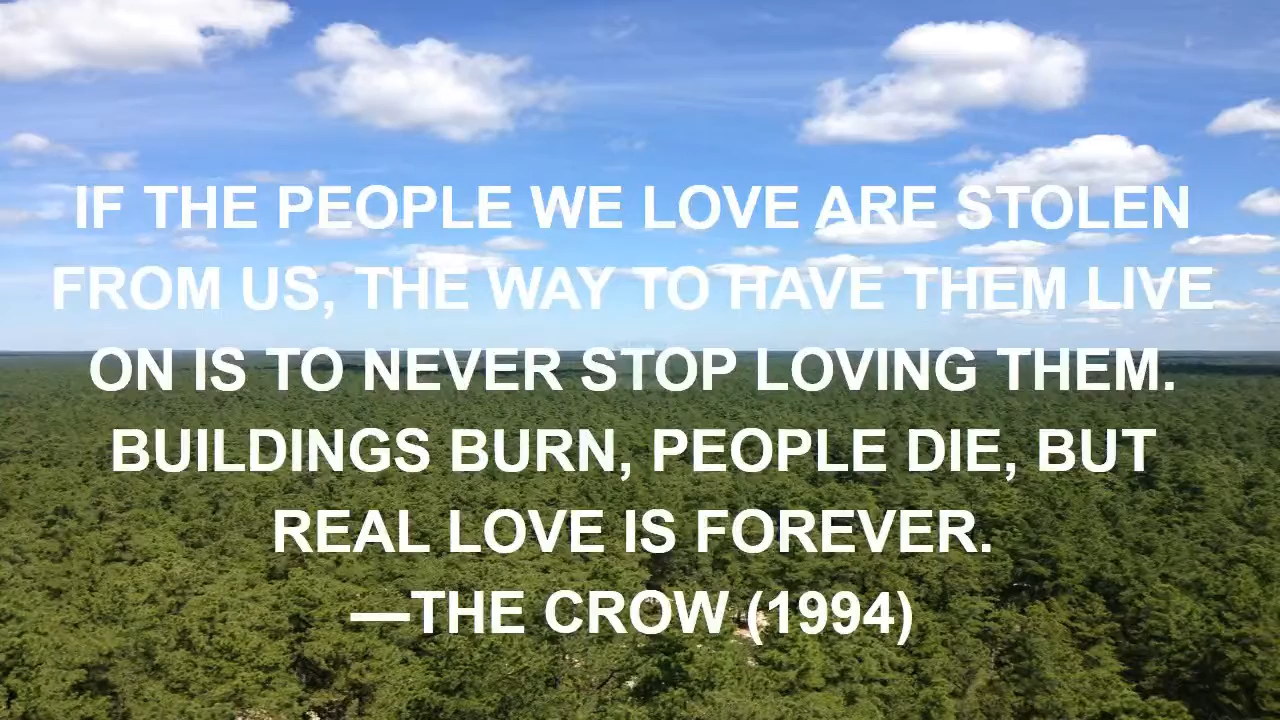 IF THE PEOPLE WE LOVE ARE STOLEN
FROM US, THE WAY TO HAVE THEM LIVE
ON IS TO NEVER STOP LOVING THEM.
BUILDINGS BURN, PEOPLE DIE, BUT
REAL LOVE IS FOREVER.
—THE CROW (1994)